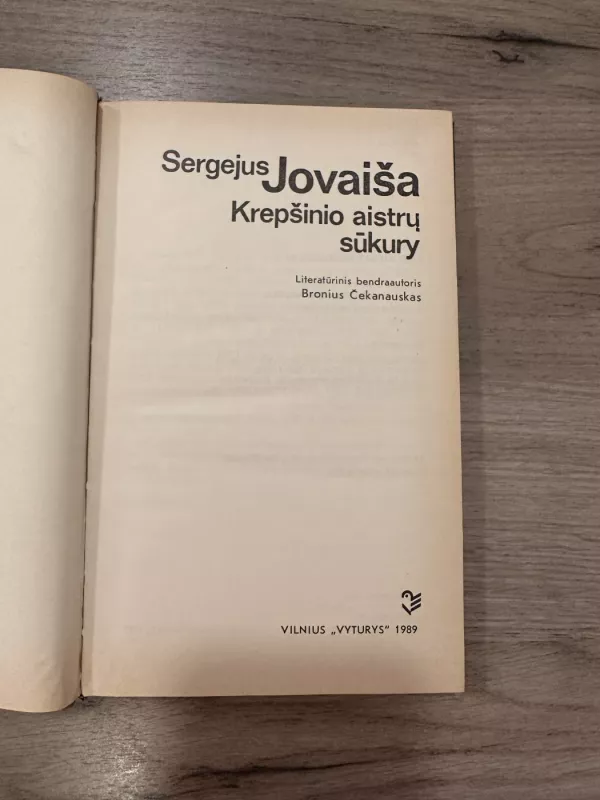 Sergejus Jovaiša
Krepšinio aistrų
sūkury
Literatūrinis bendraautoris
Bronius Čekanauskas
VILNIUS „VYTURYS" 1989